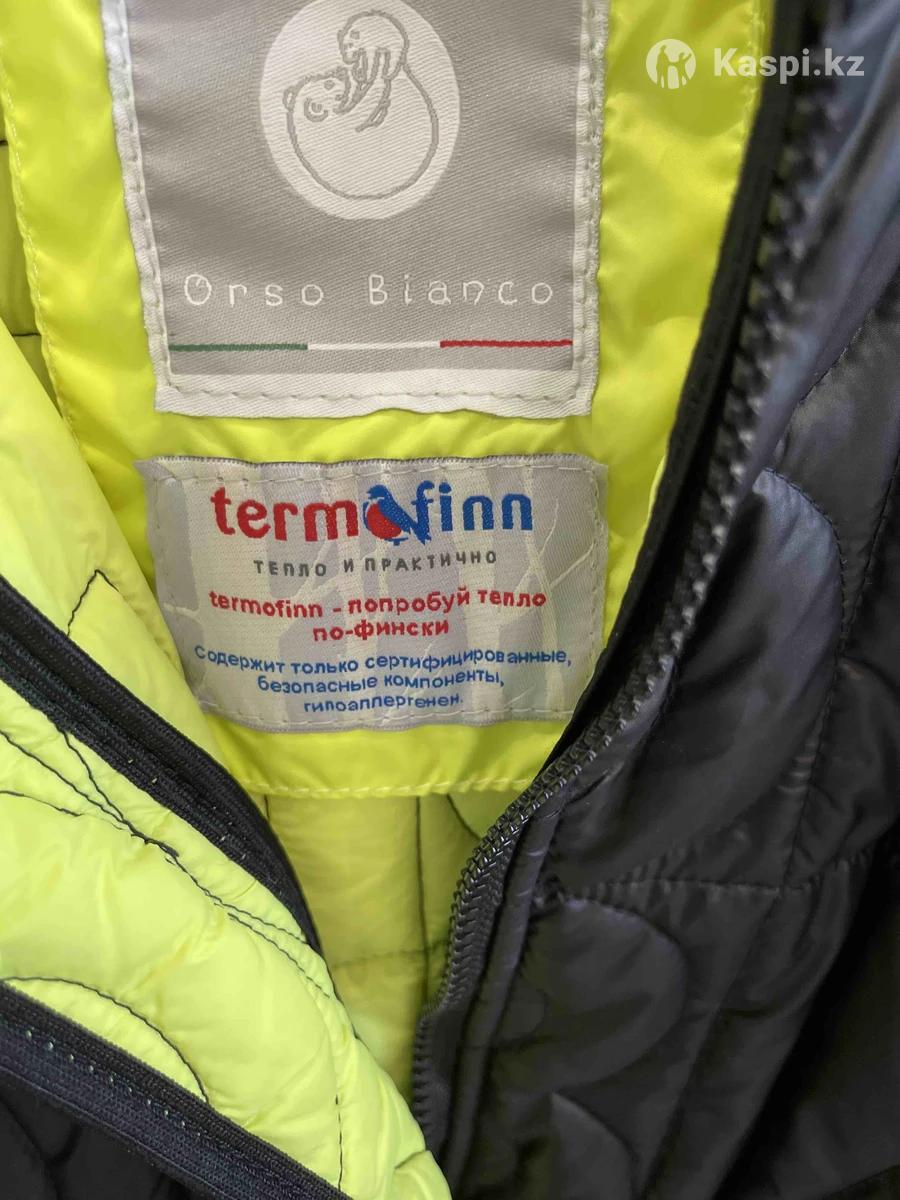 Kaspi.kz
Orso Bianco
termofinn
ТЕПЛО И ПРАКТИЧНО
termofinn - попробуй тепло
по-фински
Содержит только сертифицированные,
безопасные компоненты,
гипоаллергенен.